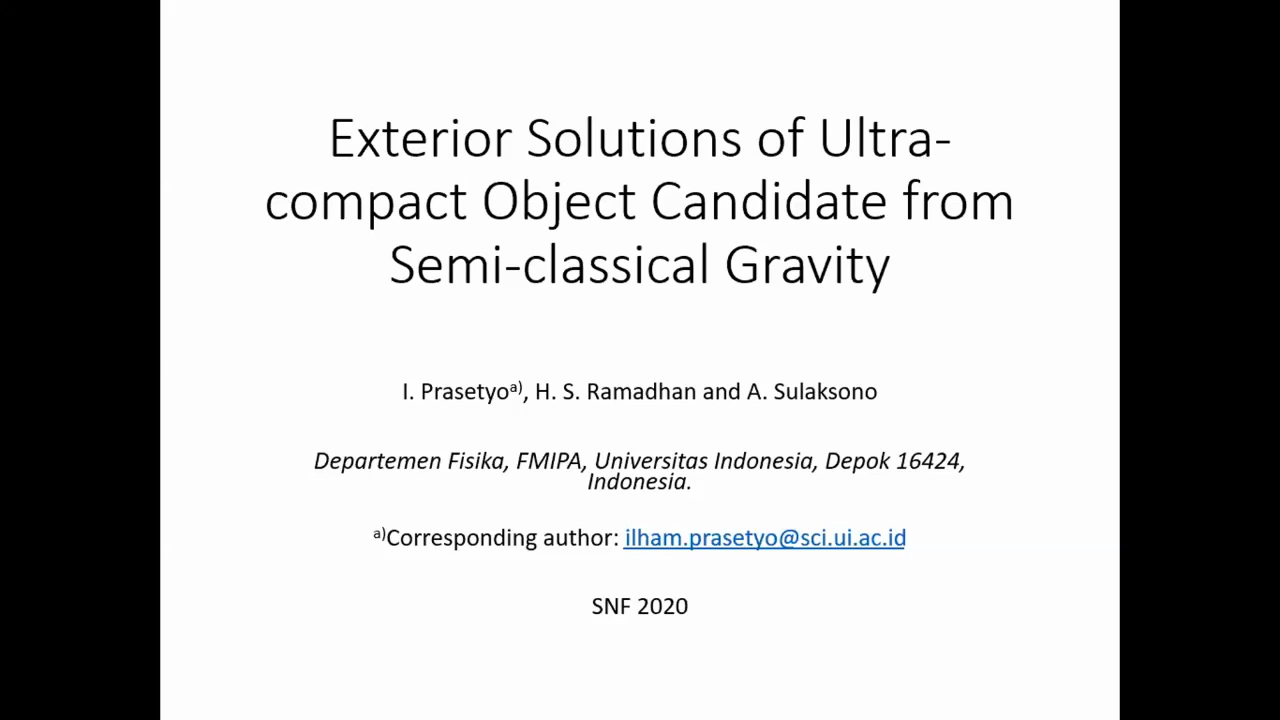 Exterior Solutions of Ultra-
compact Object Candidate from
Semi-classical Gravity
I. Prasetyoᵃ⁾, H. S. Ramadhan and A. Sulaksono
Departemen Fisika, FMIPA, Universitas Indonesia, Depok 16424,
Indonesia.
ᵃ⁾Corresponding author: ilham.prasetyo@sci.ui.ac.id
SNF 2020